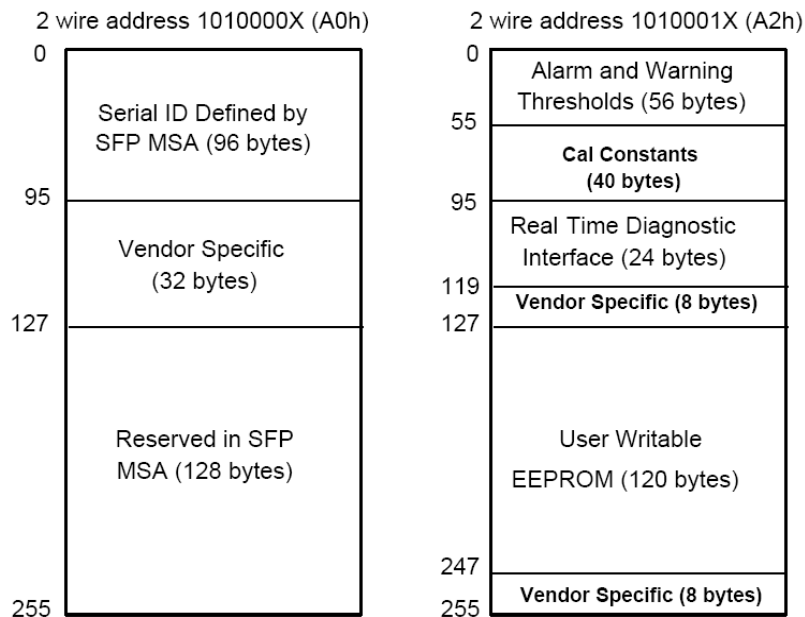 2 wire address 1010000X (A0h)
0
Serial ID Defined by
SFP MSA (96 bytes)
95
Vendor Specific
(32 bytes)
127
Reserved in SFP
MSA (128 bytes)
255
2 wire address 1010001X (A2h)
0
Alarm and Warning
Thresholds (56 bytes)
55
Cal Constants
(40 bytes)
95
Real Time Diagnostic
Interface (24 bytes)
119
Vendor Specific (8 bytes)
127
User Writable
EEPROM (120 bytes)
247
Vendor Specific (8 bytes)
255